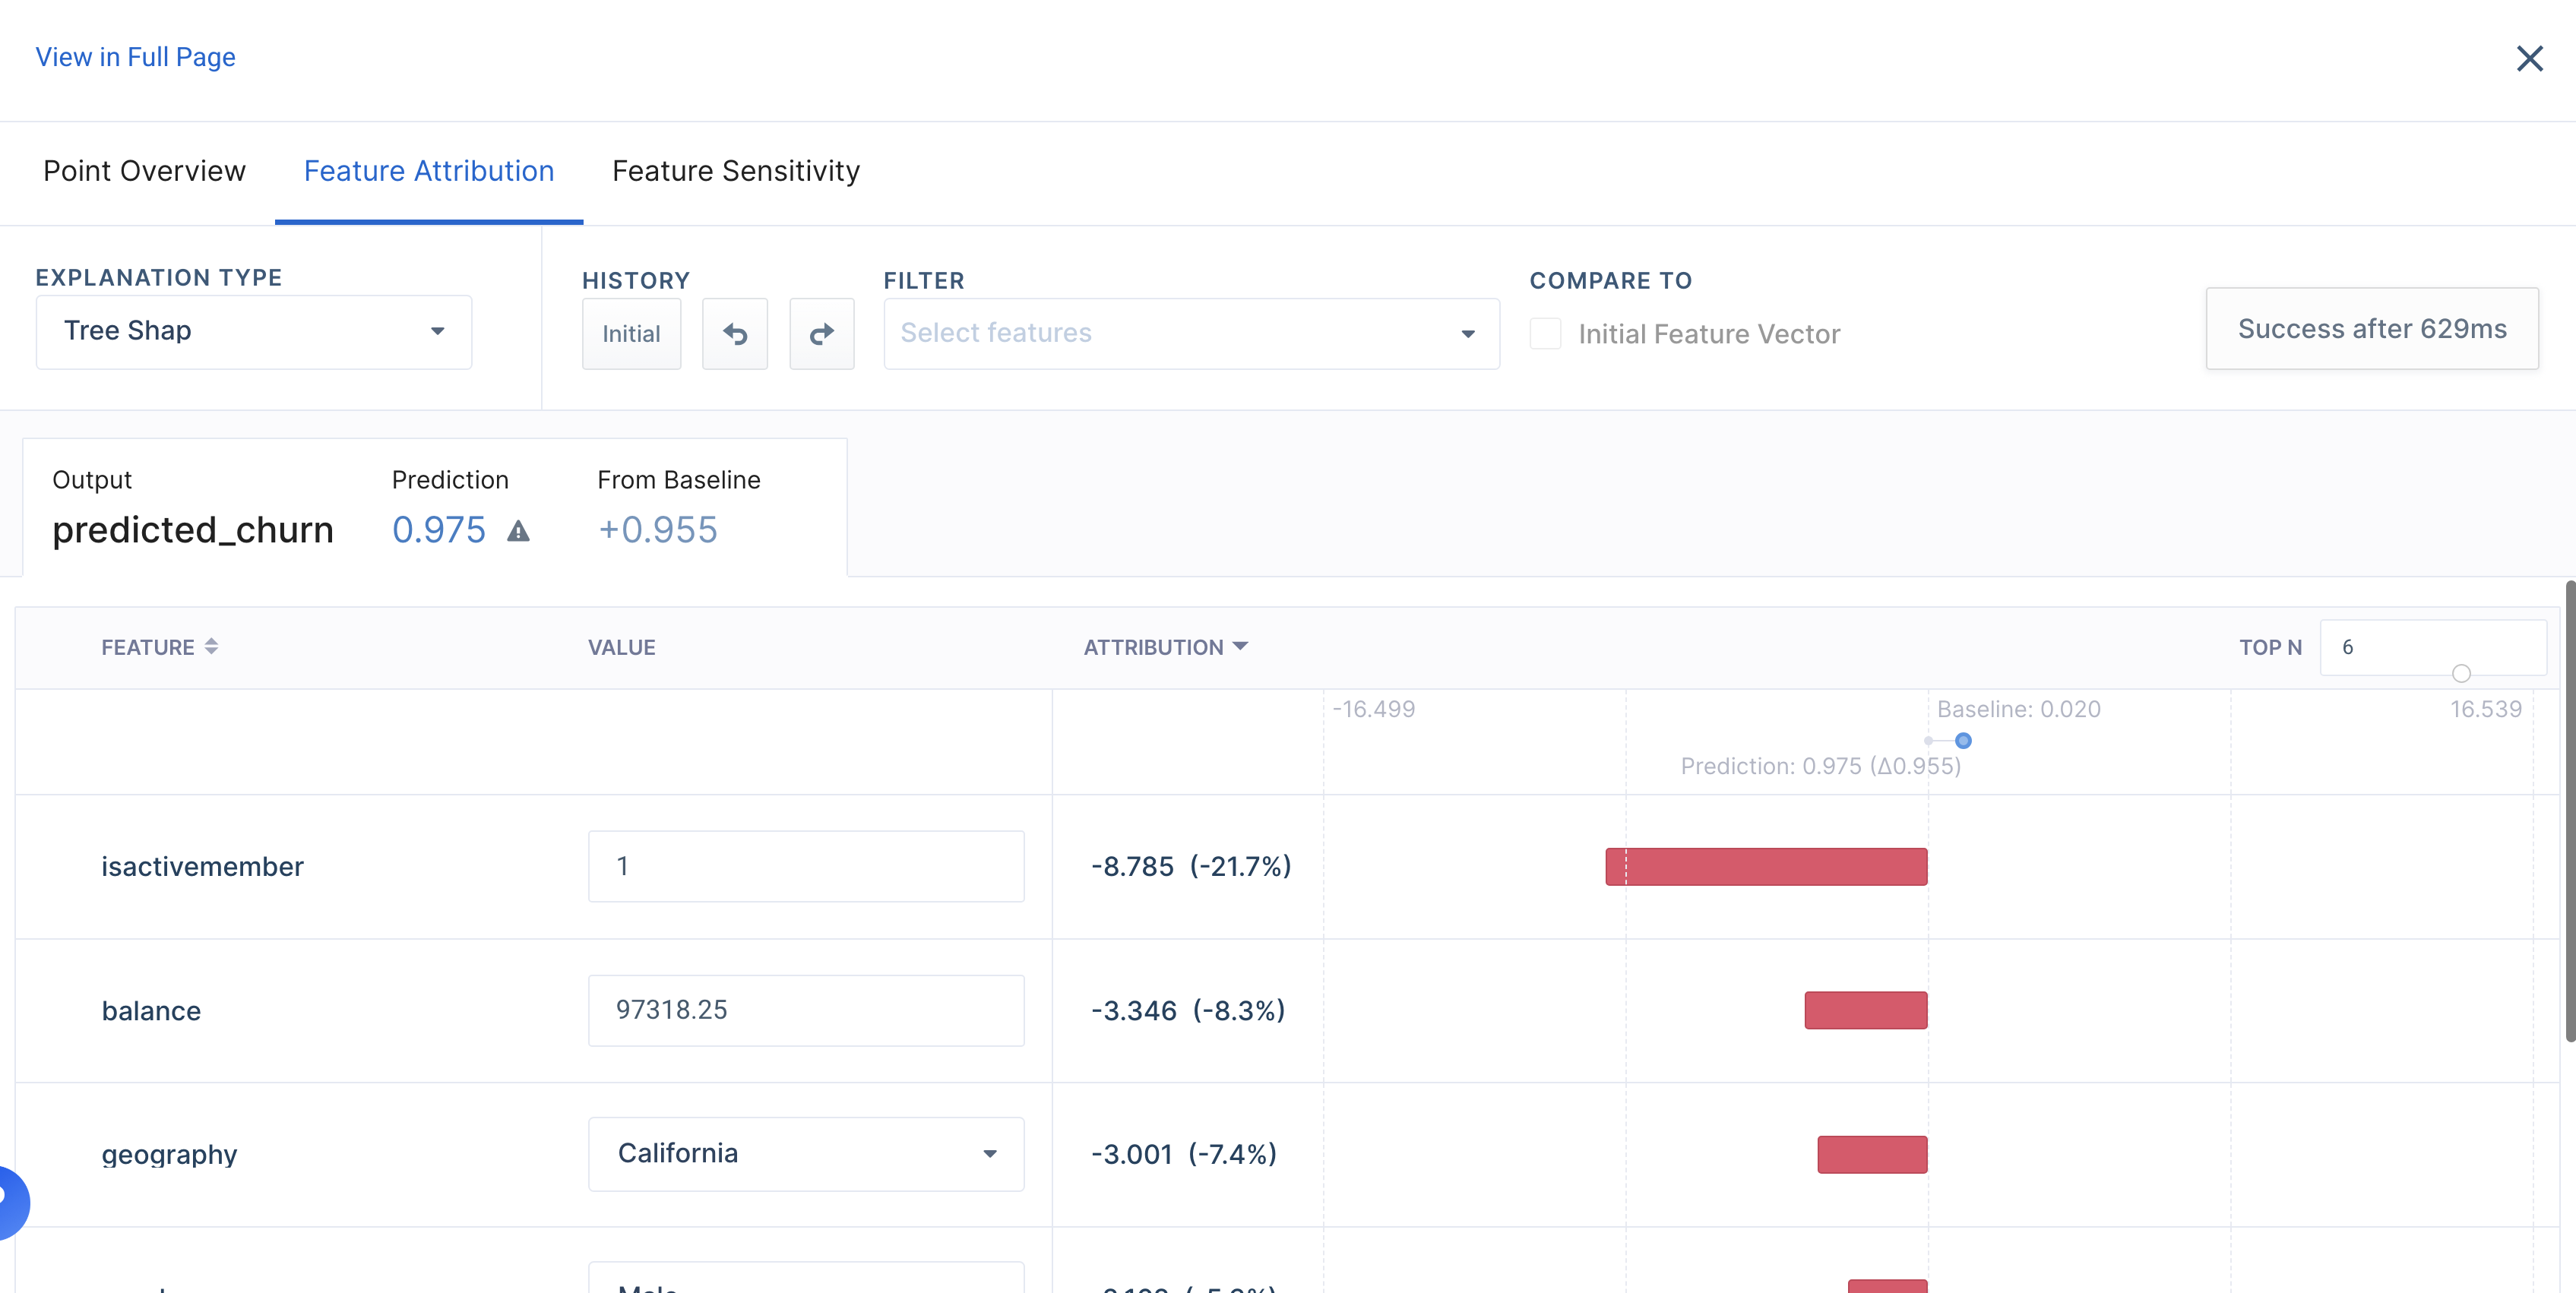 View in Full Page
Point Overview Feature Attribution Feature Sensitivity
EXPLANATION TYPE HISTORY FILTER COMPARE TO
Tree Shap Initial Select features Initial Feature Vector Success after 629ms
Output Prediction From Baseline
predicted_churn 0.975 +0.955
FEATURE VALUE ATTRIBUTION TOP N 6
-16.499 Baseline: 0.020 16.539
Prediction: 0.975 (Δ0.955)
isactivemember 1 -8.785 (-21.7%)
balance 97318.25 -3.346 (-8.3%)
geography California -3.001 (-7.4%)
Male